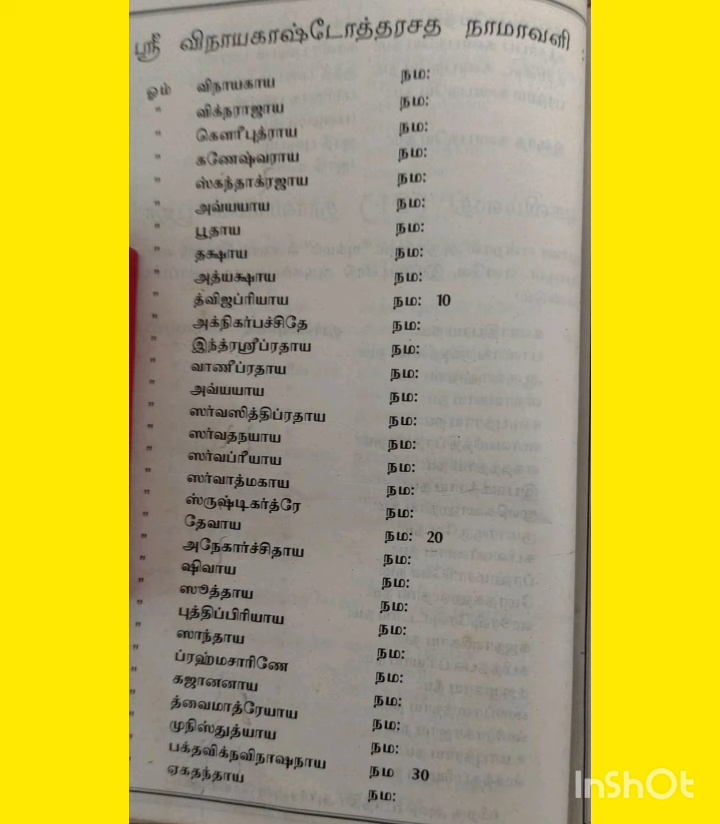 ஸ்ரீ விநாயகாஷ்டோத்தரசத நாமாவளி :
ஓம் விநாயகாய நம:
" விக்நராஜாய நம:
" கௌரீபுத்ராய நம:
" கணேஷ்வராய நம:
" ஸ்கந்தாக்ரஜாய நம:
" அவ்யயாய நம:
" பூதாய நம:
" தக்ஷாய நம:
" அத்யக்ஷாய நம:
" த்விஜப்ரியாய நம: 10
" அக்நிகர்பச்சிதே நம:
" இந்த்ரஸ்ரீப்ரதாய நம:
" வாணீப்ரதாய நம:
" அவ்யயாய நம:
" ஸர்வஸித்திப்ரதாய நம:
" ஸர்வதநயாய நம:
" ஸர்வப்ரீயாய நம:
" ஸர்வாத்மகாய நம:
" ஸ்ருஷ்டிகர்த்ரே நம:
" தேவாய நம: 20
" அநேகார்ச்சிதாய நம:
" ஷிவாய நம:
" ஸூத்தாய நம:
" புத்திப்பிரியாய நம:
" ஸாந்தாய நம:
" ப்ரஹ்மசாரிணே நம:
" கஜானனாய நம:
" த்வைமாத்ரேயாய நம:
" முநிஸ்துத்யாய நம:
" பக்தவிக்நவிநாஷநாய நம 30
" ஏகதந்தாய நம:
InShOt